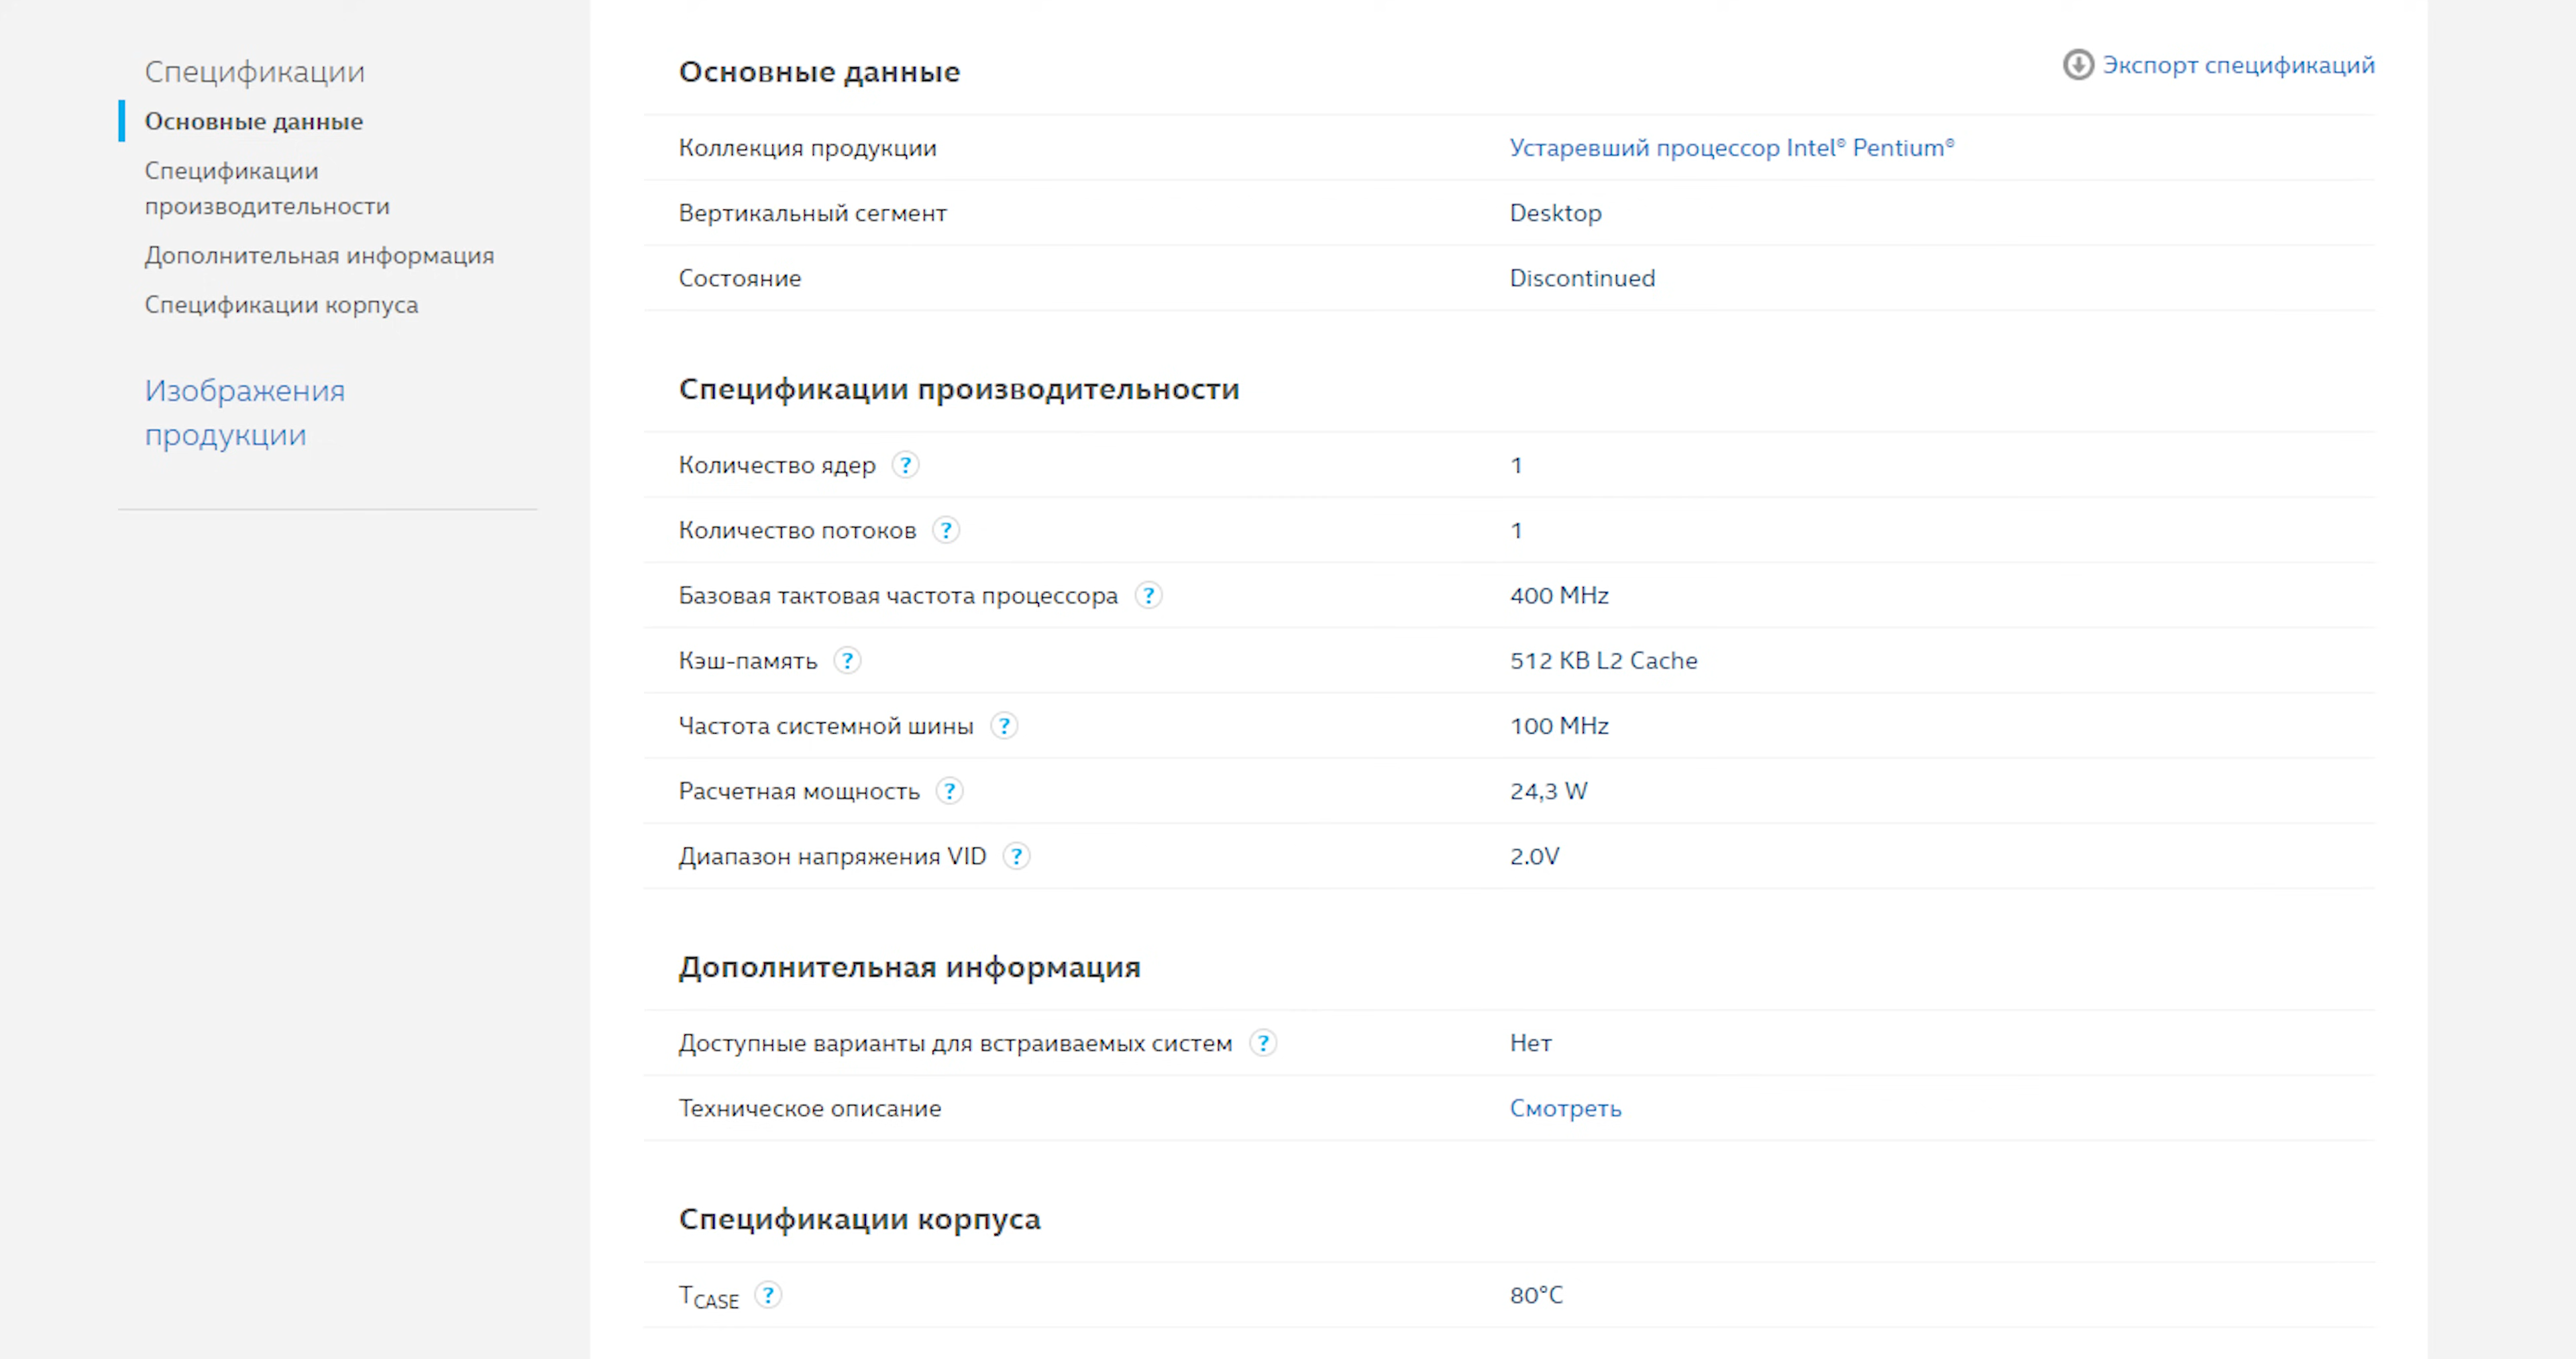 Спецификации
Основные данные
Спецификации
производительности
Дополнительная информация
Спецификации корпуса
Изображения
продукции
Основные данные
Экспорт спецификаций
Коллекция продукции Устаревший процессор Intel® Pentium®
Вертикальный сегмент Desktop
Состояние Discontinued
Спецификации производительности
Количество ядер ? 1
Количество потоков ? 1
Базовая тактовая частота процессора ? 400 MHz
Кэш-память ? 512 KB L2 Cache
Частота системной шины ? 100 MHz
Расчетная мощность ? 24,3 W
Диапазон напряжения VID ? 2.0V
Дополнительная информация
Доступные варианты для встраиваемых систем ? Нет
Техническое описание Смотреть
Спецификации корпуса
TCASE ? 80°C